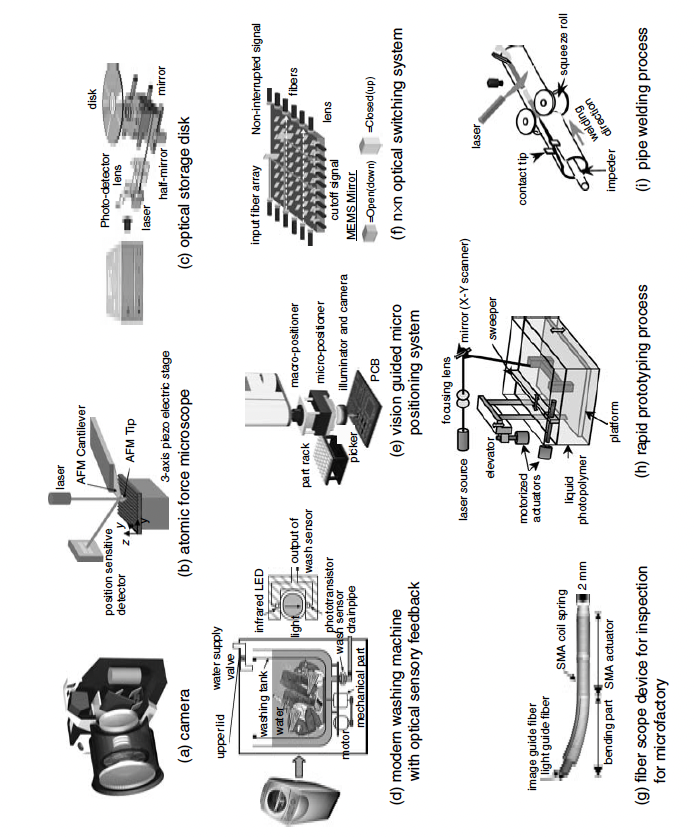 (a) camera
laser
AFM Cantilever
AFM Tip
position sensitive
detector
z
y
y
3-axis piezo electric stage
(b) atomic force microscope
disk
Photo-detector
lens
laser
mirror
half-mirror
(c) optical storage disk
water supply
valve
upper lid
washing tank
water
motor
mechanical part
infrared LED
light
output of
wash sensor
phototransistor
wash sensor
drainpipe
(d) modern washing machine
with optical sensory feedback
macro-positioner
micro-positioner
illuminator and camera
part rack
picker
PCB
(e) vision guided micro
positioning system
Non-interrupted signal
input fiber array
fibers
lens
cutoff signal
MEMS Mirror
=Open(down)
=Closed(up)
(f) n×n optical switching system
image guide fiber
light guide fiber
SMA coil spring
2 mm
bending part
SMA actuator
(g) fiber scope device for inspection
for microfactory
focusing lens
mirror (X-Y scanner)
laser source
sweeper
elevator
motorized
actuators
liquid
photopolymer
platform
(h) rapid prototyping process
laser
squeeze roll
contact tip
welding
direction
impeder
(i) pipe welding process